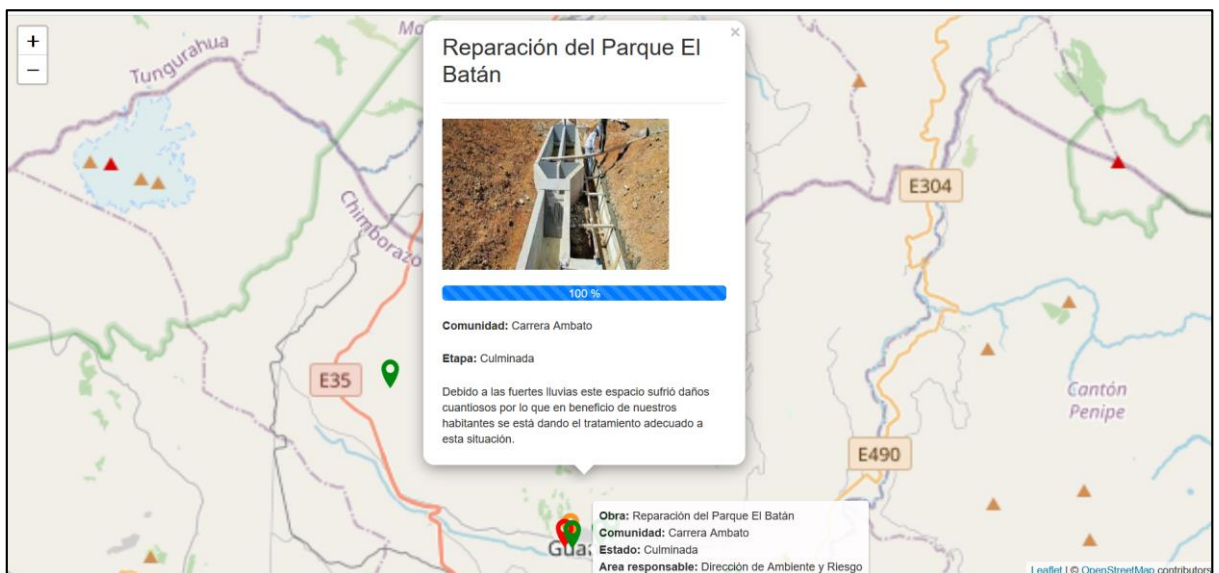 +
−
Tungurahua
Reparación del Parque El
Batán
×
E304
Chimborazo
100 %
Comunidad: Carrera Ambato
Etapa: Culminada
E35
Debido a las fuertes lluvias este espacio sufrió daños
cuantiosos por lo que en beneficio de nuestros
habitantes se está dando el tratamiento adecuado a
esta situación.
Cantón
Penipe
E490
Obra: Reparación del Parque El Batán
Comunidad: Carrera Ambato
Estado: Culminada
Area responsable: Dirección de Ambiente y Riesgo
Leaflet | © OpenStreetMap contributors